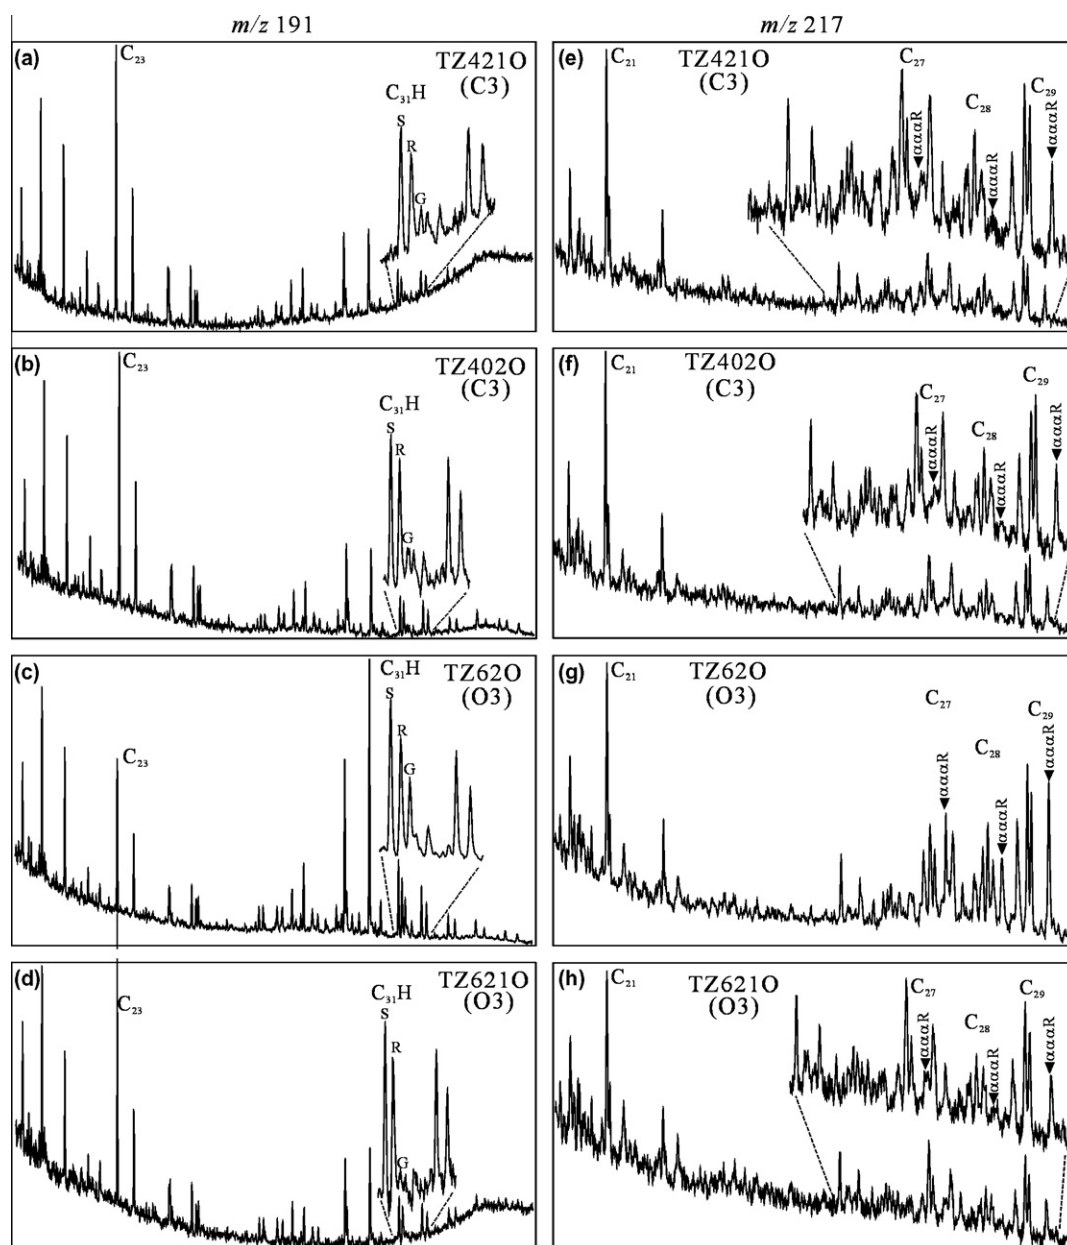 m/z 191
m/z 217
(a)
C₂₃
TZ421O
(C3)
C₃₁H
S
R
G
(e)
C₂₁
TZ421O
(C3)
C₂₇
C₂₈
C₂₉
αααR
αααR
αααR
(b)
C₂₃
TZ402O
(C3)
C₃₁H
S
R
G
(f)
C₂₁
TZ402O
(C3)
C₂₇
C₂₈
C₂₉
αααR
αααR
αααR
(c)
C₂₃
TZ62O
(O3)
C₃₁H
S
R
G
(g)
C₂₁
TZ62O
(O3)
C₂₇
C₂₈
C₂₉
αααR
αααR
αααR
(d)
C₂₃
TZ621O
(O3)
C₃₁H
S
R
G
(h)
C₂₁
TZ621O
(O3)
C₂₇
C₂₈
C₂₉
αααR
αααR
αααR